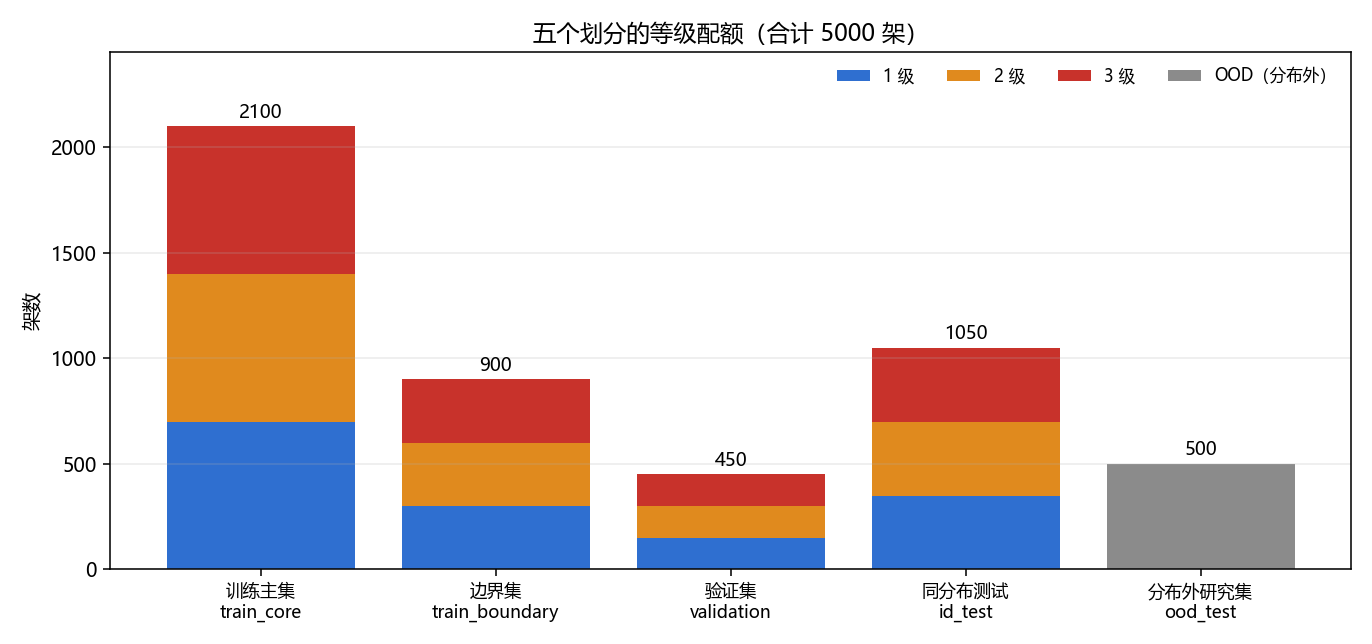 五个划分的等级配额（合计 5000 架）
1 级
2 级
3 级
OOD（分布外）
架数
2000
1500
1000
500
0
2100
900
450
1050
500
训练主集
train_core
边界集
train_boundary
验证集
validation
同分布测试
id_test
分布外研究集
ood_test